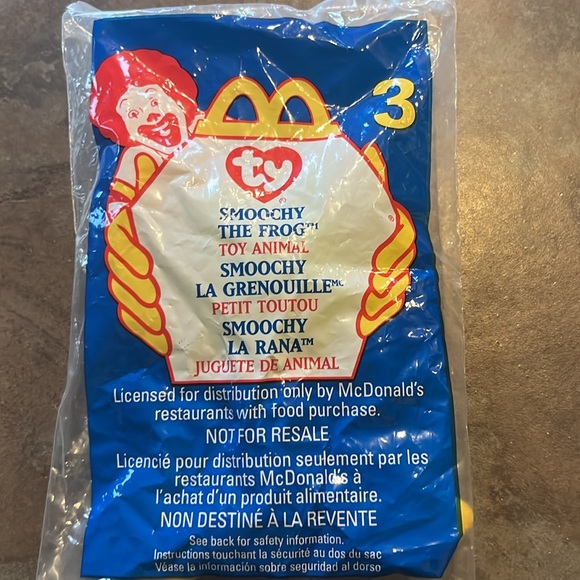 3
ty
SMOOCHY
THE FROG™
TOY ANIMAL
SMOOCHY
LA GRENOUILLE MC
PETIT TOUTOU
SMOOCHY
LA RANA™
JUGUETE DE ANIMAL
Licensed for distribution only by McDonald's
restaurants with food purchase.
NOT FOR RESALE
Licencié pour distribution seulement par les
restaurants McDonald's à
l'achat d'un produit alimentaire.
NON DESTINÉ À LA REVENTE
See back for safety information.
Instructions touchant la sécurité au dos du sac
Véase la información sobre seguridad al dorso